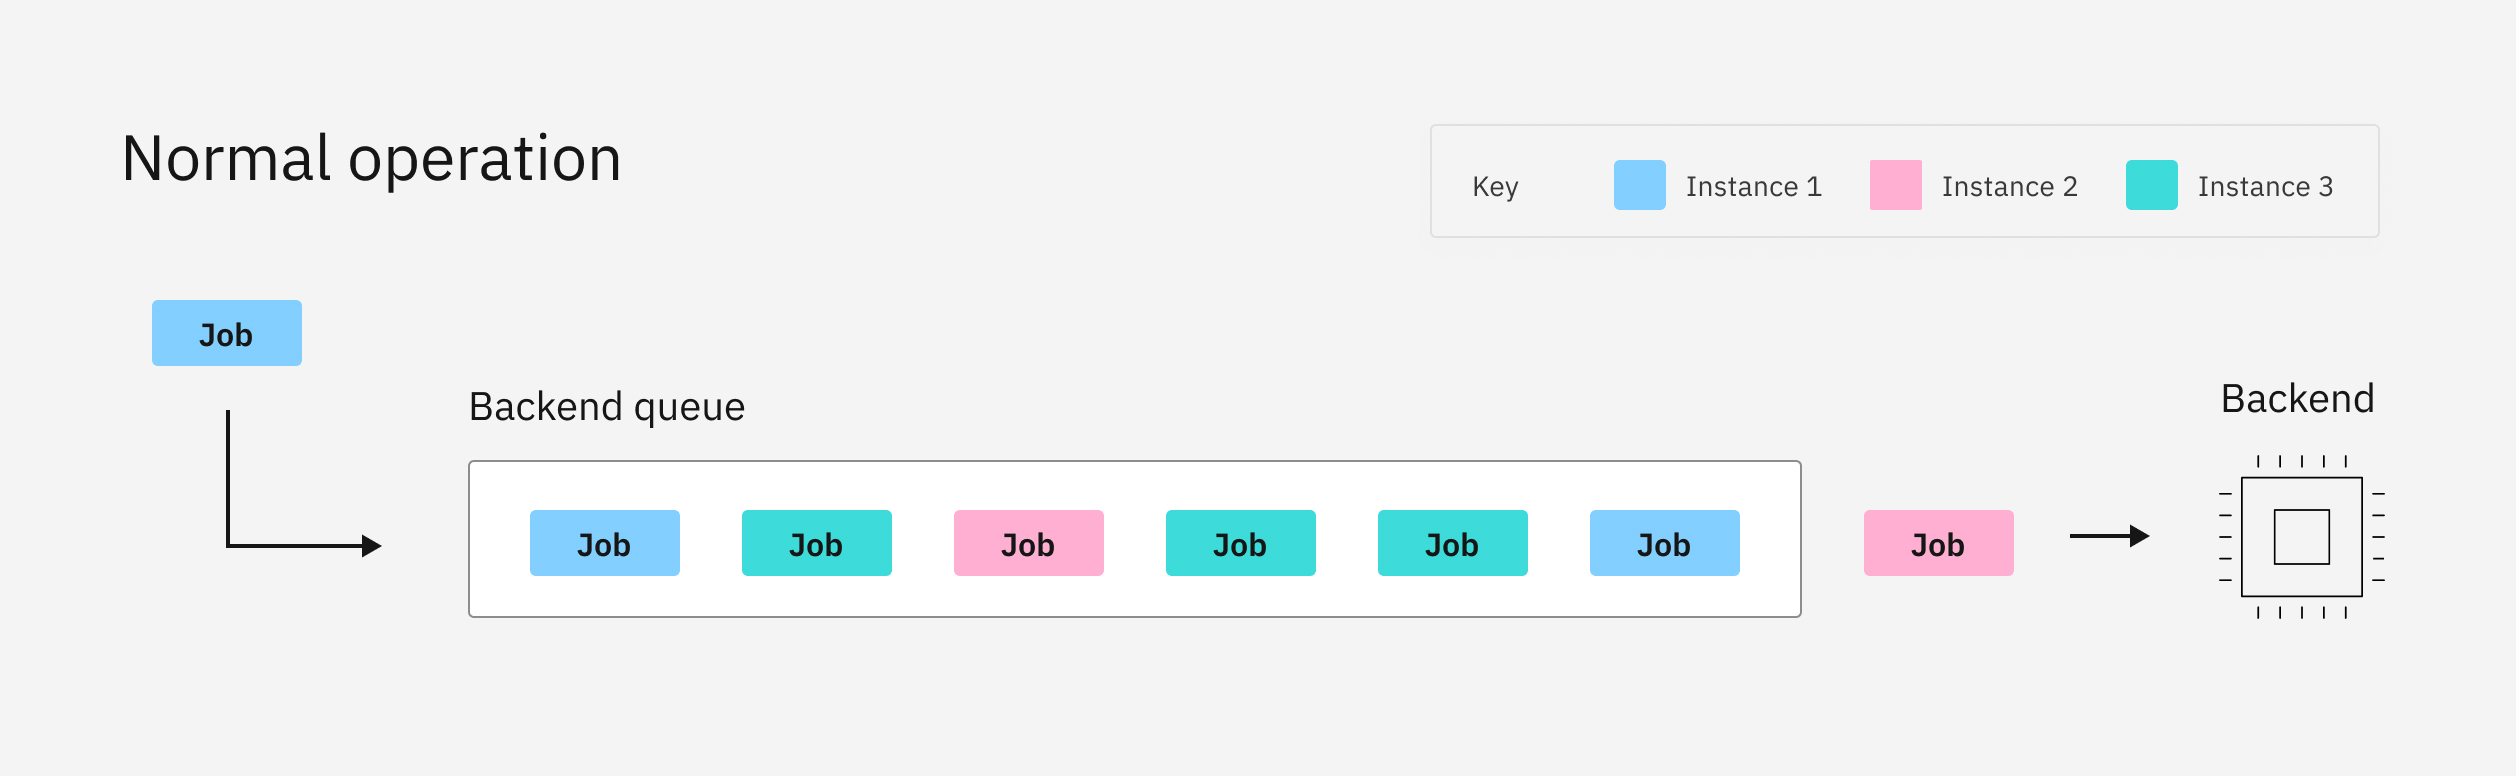 Normal operation
Key Instance 1 Instance 2 Instance 3
Job
Backend queue
Backend
Job Job Job Job Job Job Job